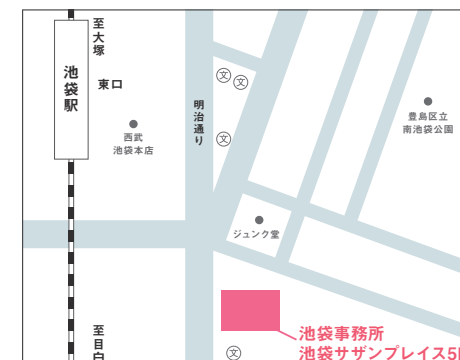 至大塚
池袋駅
東口
西武
池袋本店
明治通り
文
文
文
豊島区立
南池袋公園
ジュンク堂
至目白
文
池袋事務所
池袋サザンプレイス5